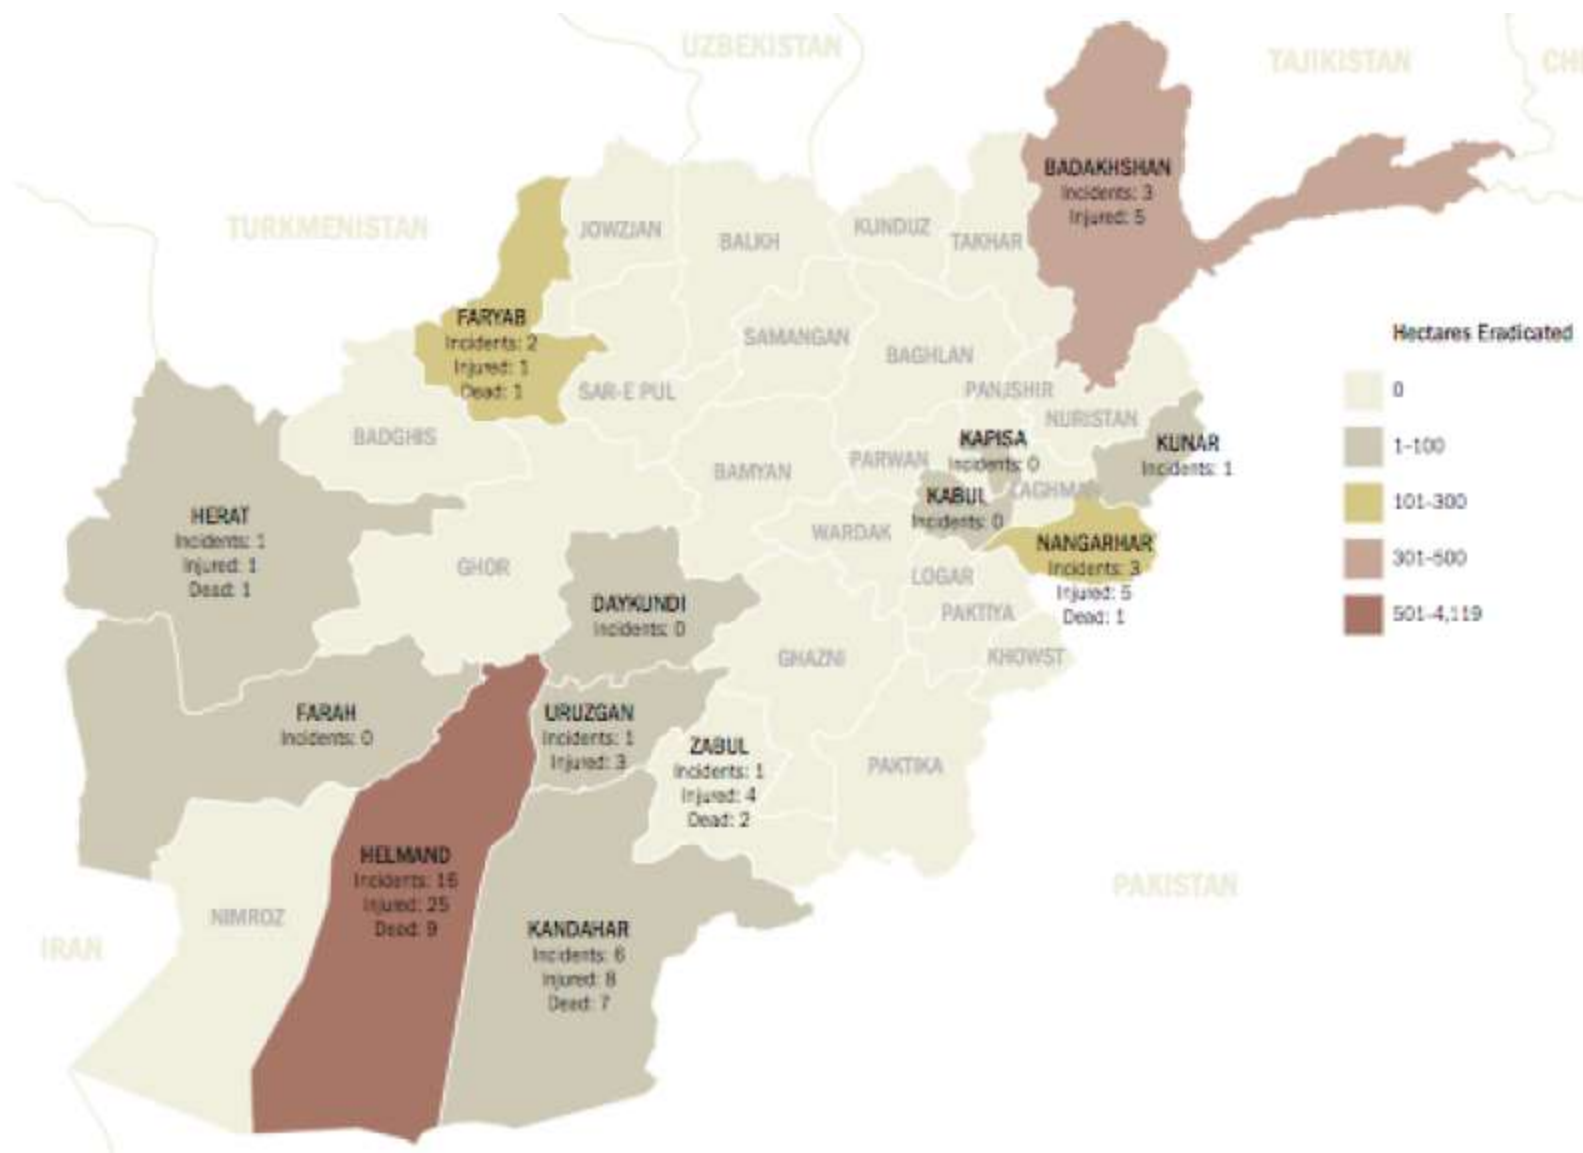 UZBEKISTAN
TAJIKISTAN
CHI
TURKMENISTAN
BADAKHSHAN
Incidents: 3
Injured: 5
JOWZJAN
BALKH
KUNDUZ
TAKHAR
FARYAB
Incidents: 2
Injured: 1
Dead: 1
SAMANGAN
BAGHLAN
SAR-E PUL
PANJSHIR
NURISTAN
BADGHIS
KAPISA
Incidents: 0
KUNAR
Incidents: 1
BAMYAN
PARWAN
KABUL
Incidents: 0
LAGHMAN
HERAT
Incidents: 1
Injured: 1
Dead: 1
WARDAK
NANGARHAR
Incidents: 3
Injured: 5
Dead: 1
GHOR
LOGAR
DAYKUNDI
Incidents: 0
PAKTIYA
GHAZNI
KHOWST
FARAH
Incidents: 0
URUZGAN
Incidents: 1
Injured: 3
ZABUL
Incidents: 1
Injured: 4
Dead: 2
PAKTIKA
HELMAND
Incidents: 16
Injured: 25
Dead: 9
NIMROZ
KANDAHAR
Incidents: 6
Injured: 8
Dead: 7
PAKISTAN
IRAN
Hectares Eradicated
0
1-100
101-300
301-500
501-4,119